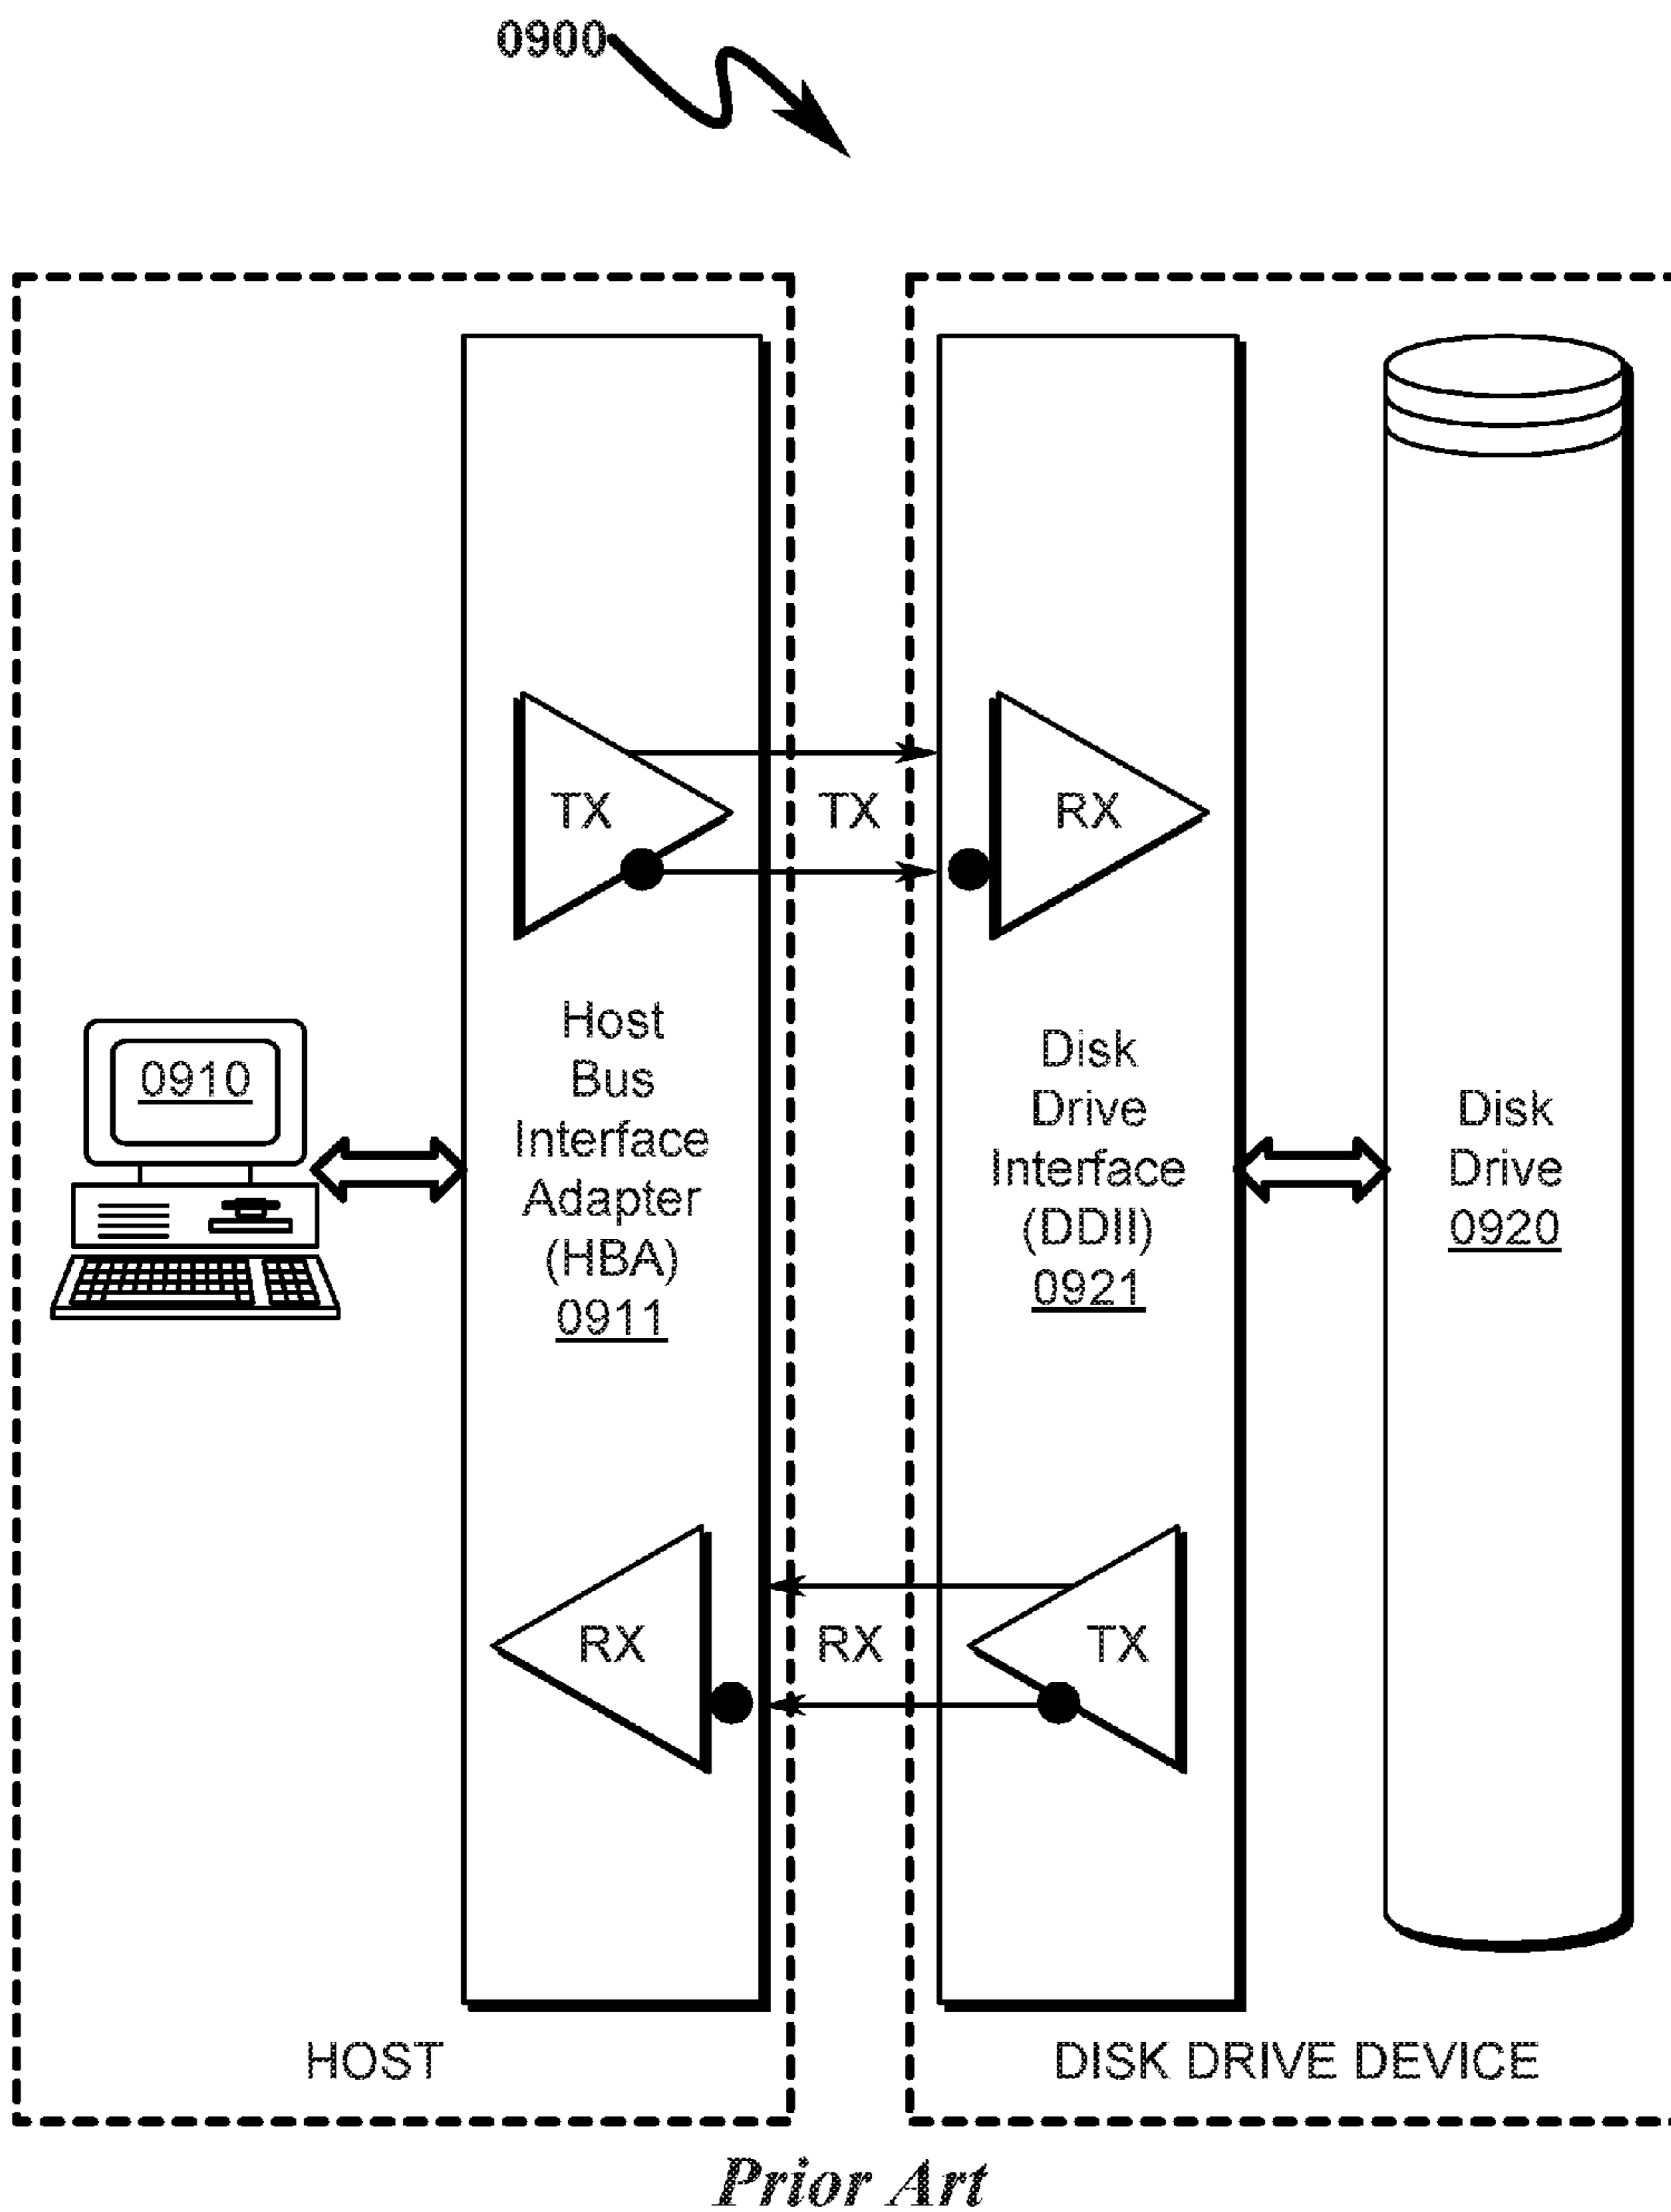 0900
TX
TX
RX
0910
Host
Bus
Interface
Adapter
(HBA)
0911
Disk
Drive
Interface
(DDII)
0921
Disk
Drive
0920
RX
RX
TX
HOST
DISK DRIVE DEVICE
Prior Art